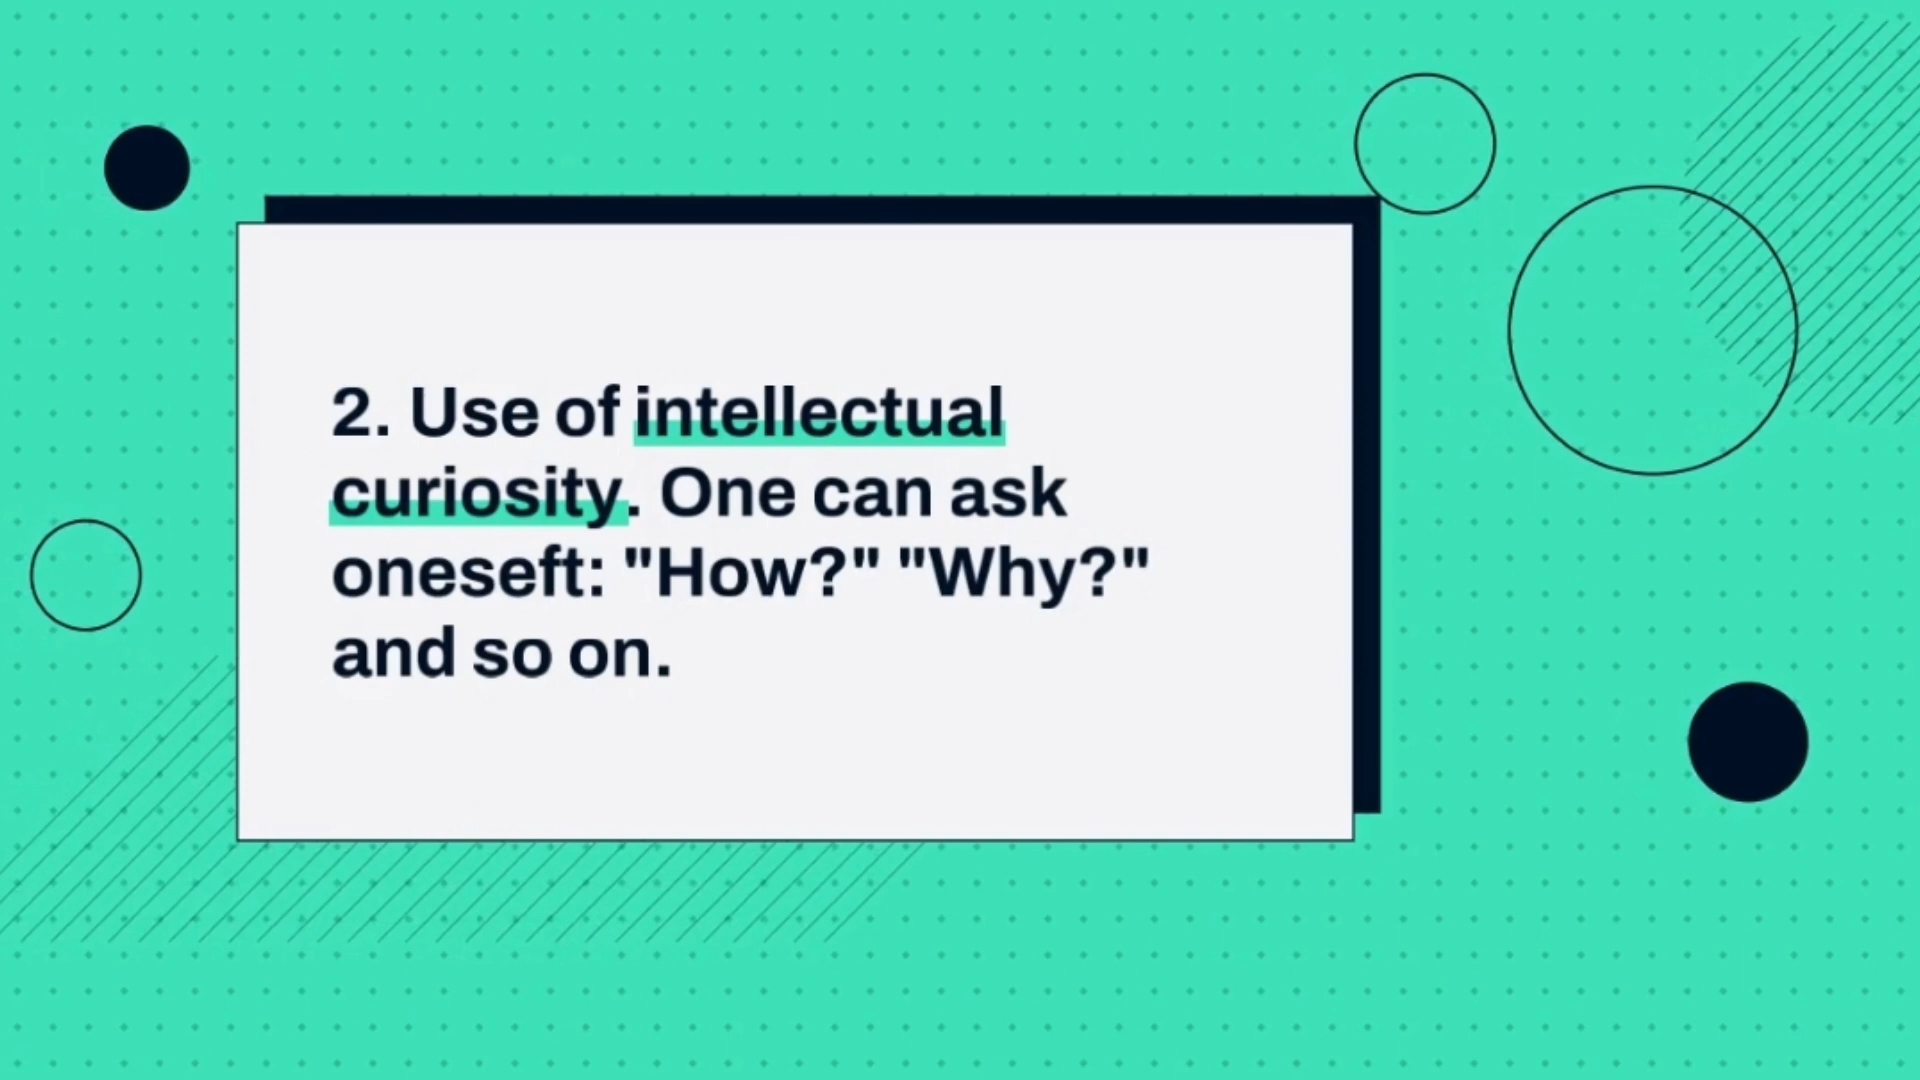 2. Use of intellectual
curiosity. One can ask
oneseft: "How?" "Why?"
and so on.